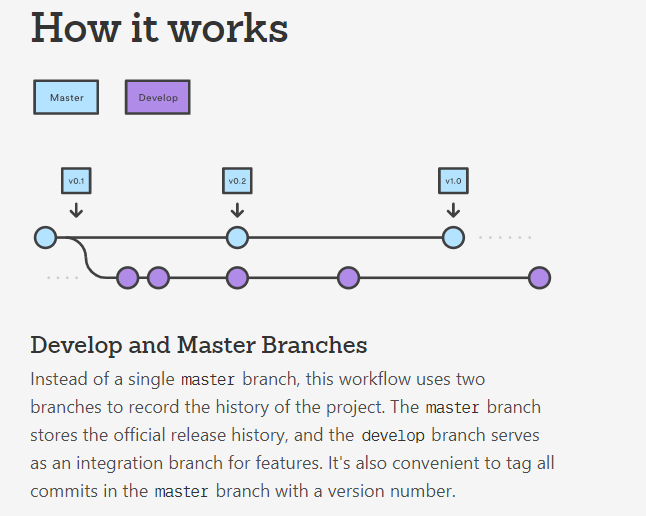 How it works
Master
Develop
v0.1
v0.2
v1.0
Develop and Master Branches
Instead of a single master branch, this workflow uses two
branches to record the history of the project. The master branch
stores the official release history, and the develop branch serves
as an integration branch for features. It's also convenient to tag all
commits in the master branch with a version number.